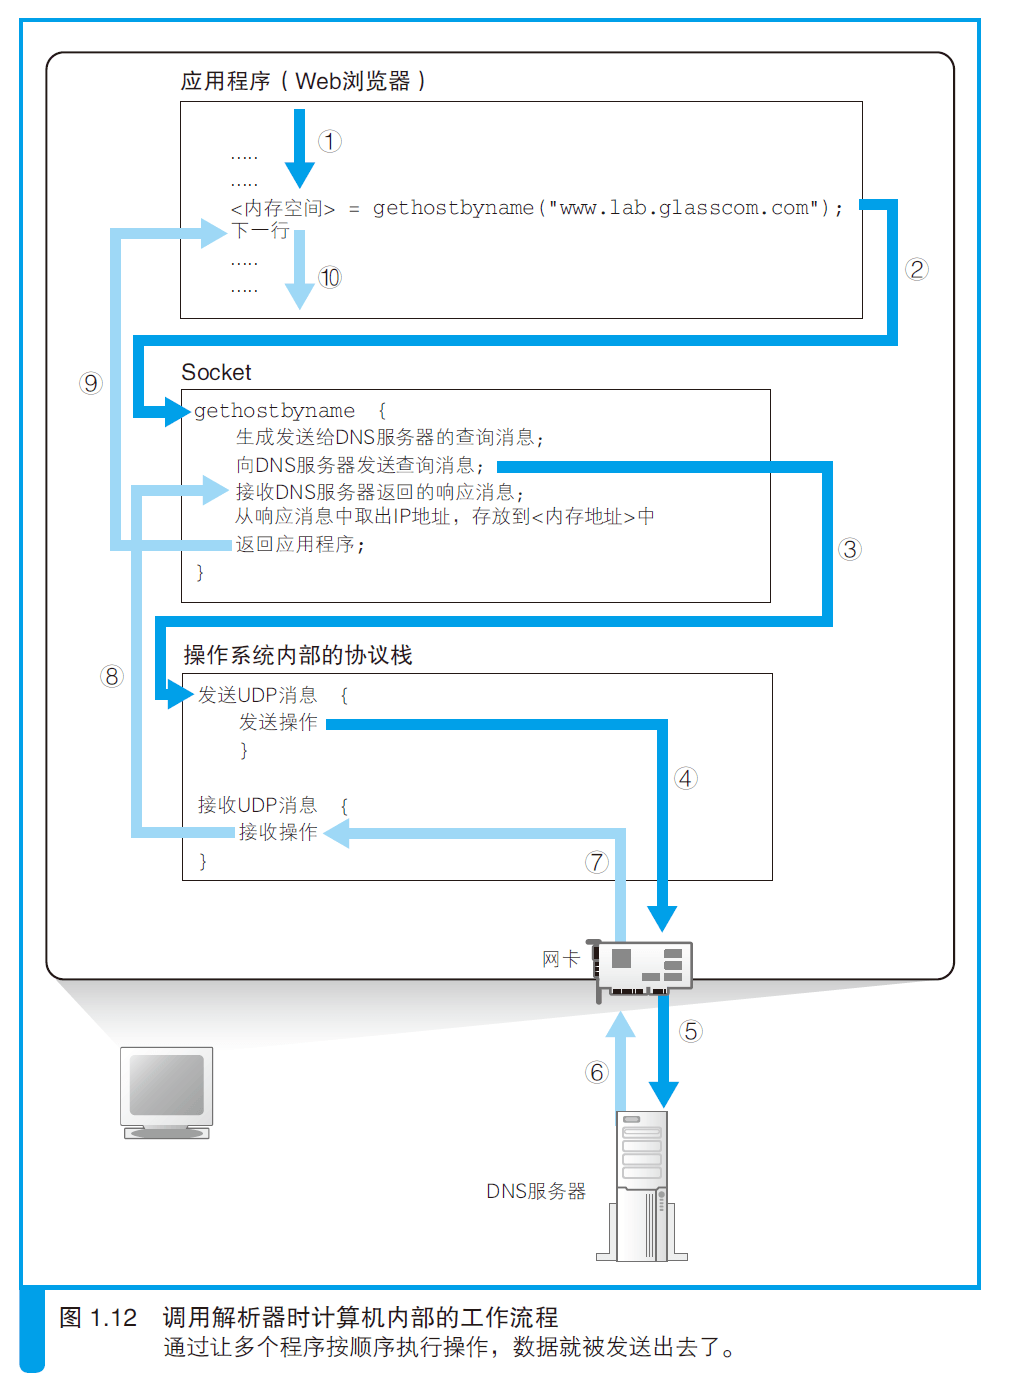 应用程序（Web浏览器）
①
.....
.....
<内存空间> = gethostbyname("www.lab.glasscom.com");
下一行
②
⑩
.....
.....
Socket
⑨
gethostbyname {
生成发送给DNS服务器的查询消息；
向DNS服务器发送查询消息；
接收DNS服务器返回的响应消息；
从响应消息中取出IP地址，存放到<内存地址>中
返回应用程序；
③
}
操作系统内部的协议栈
⑧
发送UDP消息 {
发送操作
}
④
接收UDP消息 {
接收操作
}
⑦
网卡
⑤
⑥
DNS服务器
图 1.12 调用解析器时计算机内部的工作流程
通过让多个程序按顺序执行操作，数据就被发送出去了。